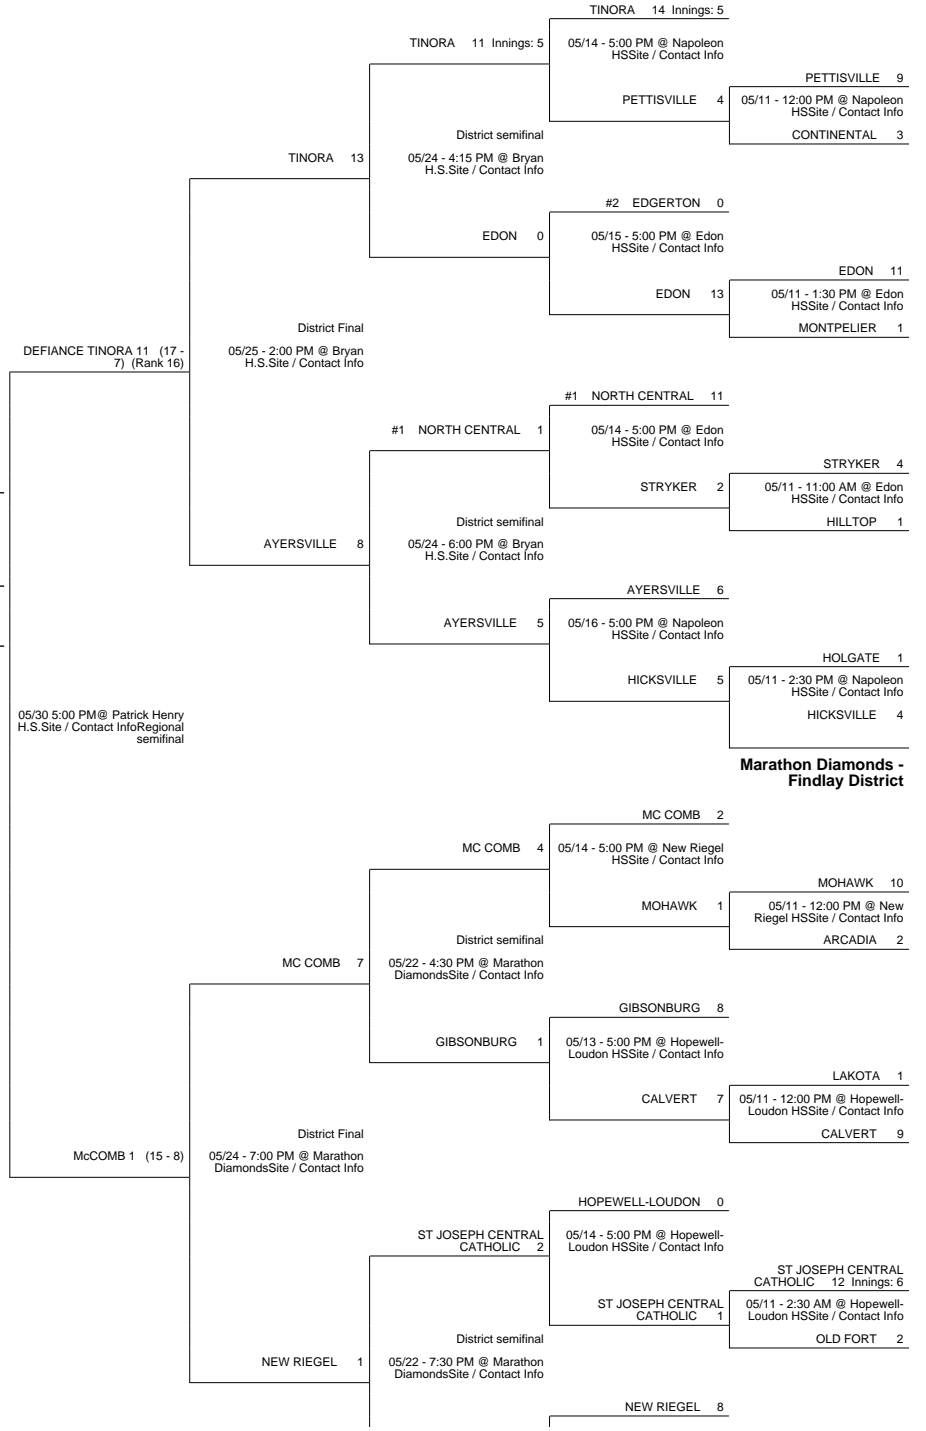 TINORA 14 Innings: 5
TINORA 11 Innings: 5
05/14 - 5:00 PM @ Napoleon
HSSite / Contact Info
PETTISVILLE 9
PETTISVILLE 4
05/11 - 12:00 PM @ Napoleon
HSSite / Contact Info
District semifinal
CONTINENTAL 3
TINORA 13
05/24 - 4:15 PM @ Bryan
H.S.Site / Contact Info
#2 EDGERTON 0
EDON 0
05/15 - 5:00 PM @ Edon
HSSite / Contact Info
EDON 11
EDON 13
05/11 - 1:30 PM @ Edon
HSSite / Contact Info
District Final
MONTPELIER 1
DEFIANCE TINORA 11 (17 -
7) (Rank 16)
05/25 - 2:00 PM @ Bryan
H.S.Site / Contact Info
#1 NORTH CENTRAL 11
#1 NORTH CENTRAL 1
05/14 - 5:00 PM @ Edon
HSSite / Contact Info
STRYKER 4
STRYKER 2
05/11 - 11:00 AM @ Edon
HSSite / Contact Info
District semifinal
HILLTOP 1
AYERSVILLE 8
05/24 - 6:00 PM @ Bryan
H.S.Site / Contact Info
AYERSVILLE 6
AYERSVILLE 5
05/16 - 5:00 PM @ Napoleon
HSSite / Contact Info
HOLGATE 1
HICKSVILLE 5
05/11 - 2:30 PM @ Napoleon
HSSite / Contact Info
HICKSVILLE 4
05/30 5:00 PM@ Patrick Henry
H.S.Site / Contact InfoRegional
semifinal
Marathon Diamonds -
Findlay District
MC COMB 2
MC COMB 4
05/14 - 5:00 PM @ New Riegel
HSSite / Contact Info
MOHAWK 10
MOHAWK 1
05/11 - 12:00 PM @ New
Riegel HSSite / Contact Info
District semifinal
ARCADIA 2
MC COMB 7
05/22 - 4:30 PM @ Marathon
DiamondsSite / Contact Info
GIBSONBURG 8
GIBSONBURG 1
05/13 - 5:00 PM @ Hopewell-
Loudon HSSite / Contact Info
LAKOTA 1
CALVERT 7
05/11 - 12:00 PM @ Hopewell-
Loudon HSSite / Contact Info
District Final
CALVERT 9
McCOMB 1 (15 - 8)
05/24 - 7:00 PM @ Marathon
DiamondsSite / Contact Info
HOPEWELL-LOUDON 0
ST JOSEPH CENTRAL
CATHOLIC 2
05/14 - 5:00 PM @ Hopewell-
Loudon HSSite / Contact Info
ST JOSEPH CENTRAL
CATHOLIC 12 Innings: 6
ST JOSEPH CENTRAL
CATHOLIC 1
05/11 - 2:30 AM @ Hopewell-
Loudon HSSite / Contact Info
District semifinal
OLD FORT 2
NEW RIEGEL 1
05/22 - 7:30 PM @ Marathon
DiamondsSite / Contact Info
NEW RIEGEL 8